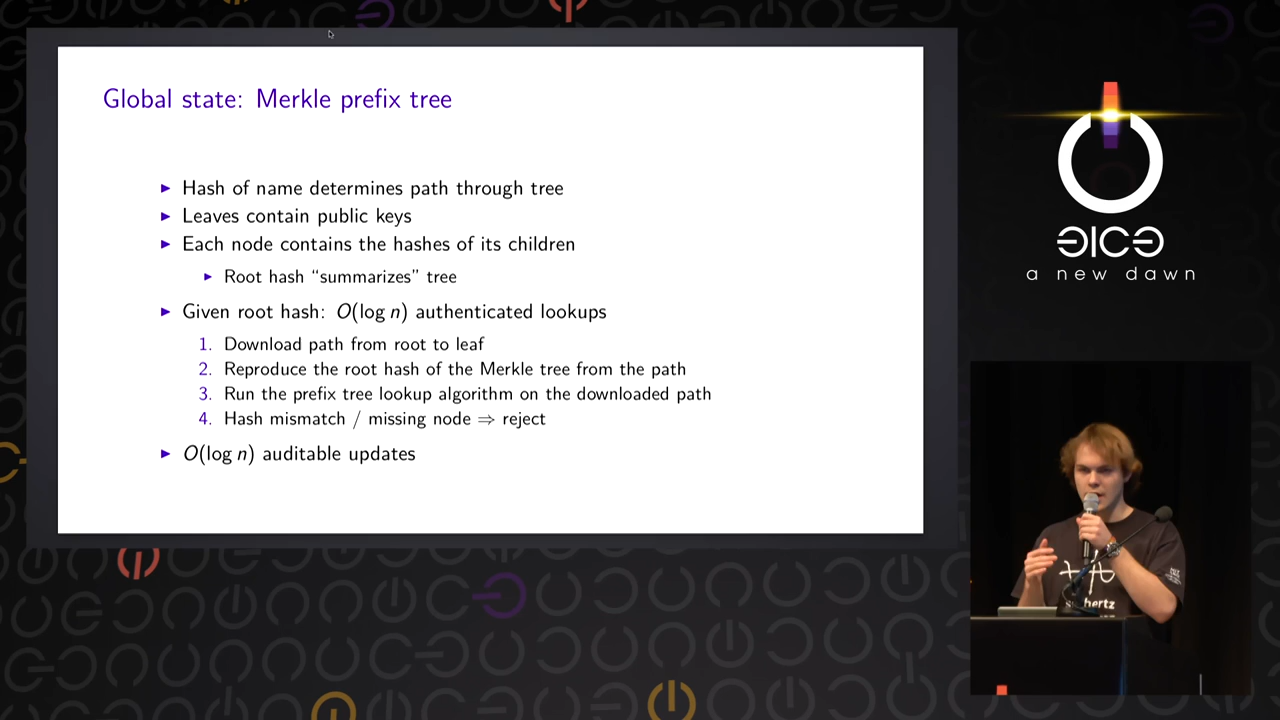 Global state: Merkle prefix tree
▶ Hash of name determines path through tree
▶ Leaves contain public keys
▶ Each node contains the hashes of its children
▶ Root hash “summarizes” tree
▶ Given root hash: O(log n) authenticated lookups
1. Download path from root to leaf
2. Reproduce the root hash of the Merkle tree from the path
3. Run the prefix tree lookup algorithm on the downloaded path
4. Hash mismatch / missing node ⇒ reject
▶ O(log n) auditable updates
a new dawn